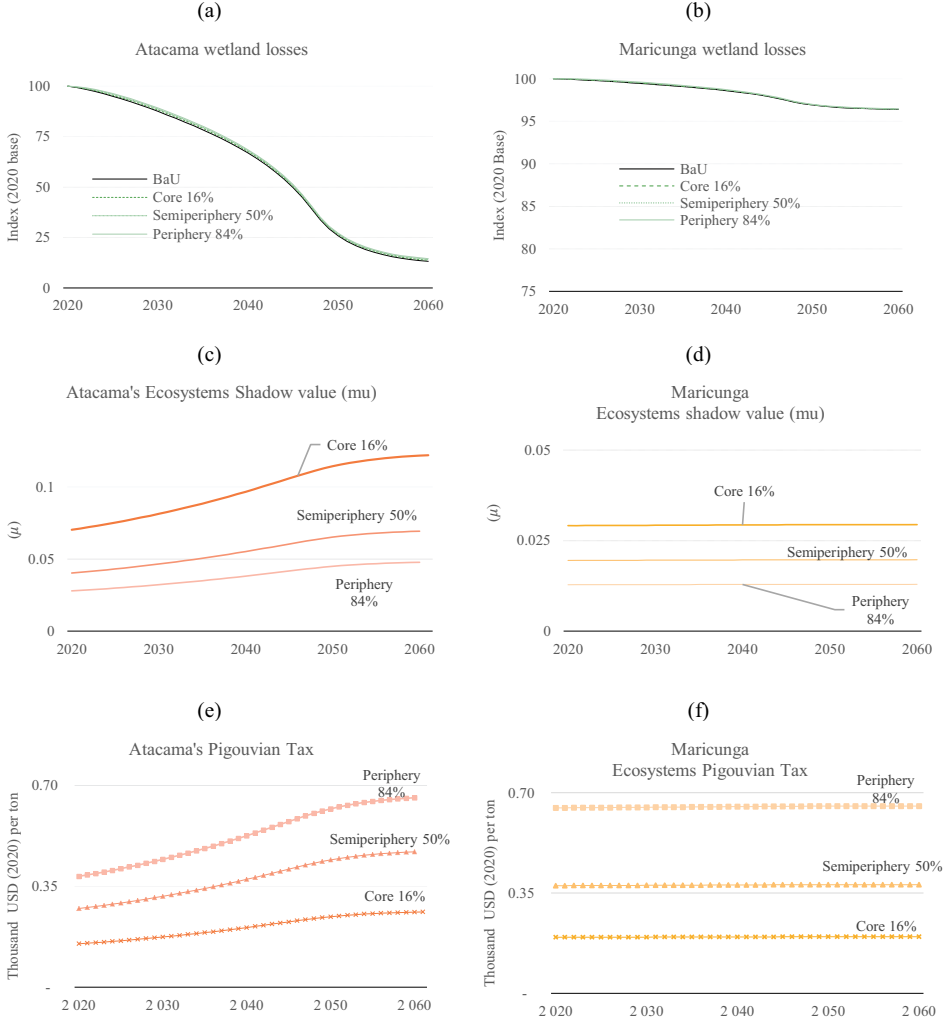 (a)
Atacama wetland losses
Index (2020 base)
100
75
50
25
0
BaU
Core 16%
Semiperiphery 50%
Periphery 84%
2020
2030
2040
2050
2060
(b)
Maricunga wetland losses
Index (2020 Base)
100
95
90
85
80
75
BaU
Core 16%
Semiperiphery 50%
Periphery 84%
2020
2030
2040
2050
2060
(c)
Atacama's Ecosystems Shadow value (mu)
(μ)
0.1
0.05
0
Core 16%
Semiperiphery 50%
Periphery
84%
2020
2030
2040
2050
2060
(d)
Maricunga
Ecosystems shadow value (mu)
(μ)
0.05
0.025
0
Core 16%
Semiperiphery 50%
Periphery
84%
2020
2030
2040
2050
2060
(e)
Atacama's Pigouvian Tax
Thousand USD (2020) per ton
0.70
0.35
-
Periphery
84%
Semiperiphery 50%
Core 16%
2 020
2 030
2 040
2 050
2 060
(f)
Maricunga
Ecosystems Pigouvian Tax
Thousand USD (2020) per ton
0.70
0.35
-
Periphery
84%
Semiperiphery 50%
Core 16%
2 020
2 030
2 040
2 050
2 060